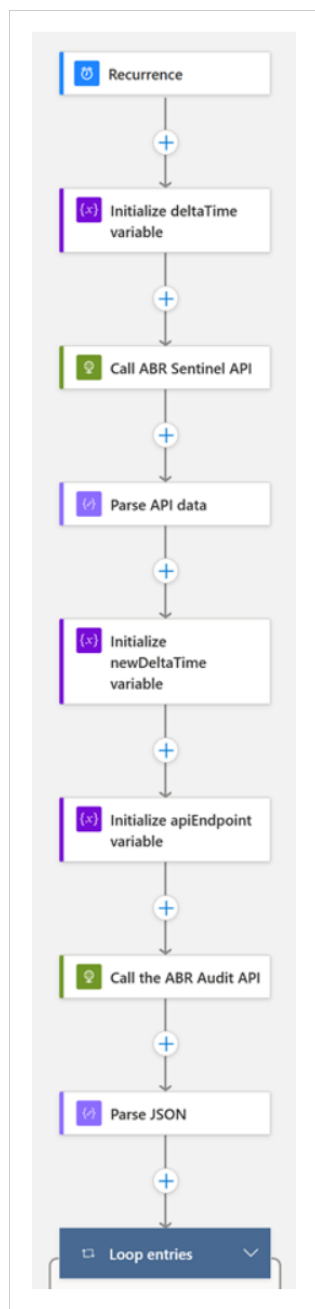 Recurrence
{x} Initialize deltaTime
variable
Call ABR Sentinel API
Parse API data
{x} Initialize
newDeltaTime
variable
{x} Initialize apiEndpoint
variable
Call the ABR Audit API
Parse JSON
Loop entries